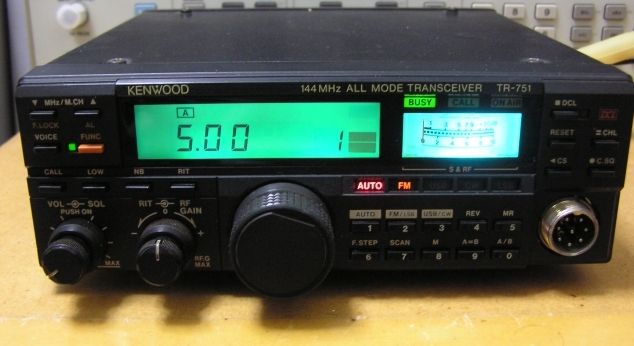 KENWOOD 144MHz ALL MODE TRANSCEIVER TR-751
▼ MHz/M.CH ▲
F.LOCK AL
VOICE FUNC
A
5.00 1
BUSY CALL ON AIR
S & RF
DCL
RESET CHL
CS C.SQ
CALL LOW NB RIT
AUTO FM
VOL SQL
PUSH ON
MAX
RIT RF
0 GAIN
RF.G
MAX
AUTO FM/LSB USB/CW REV MR
1 2 3 4 5
F.STEP SCAN M A=B A/B
6 7 8 9 0